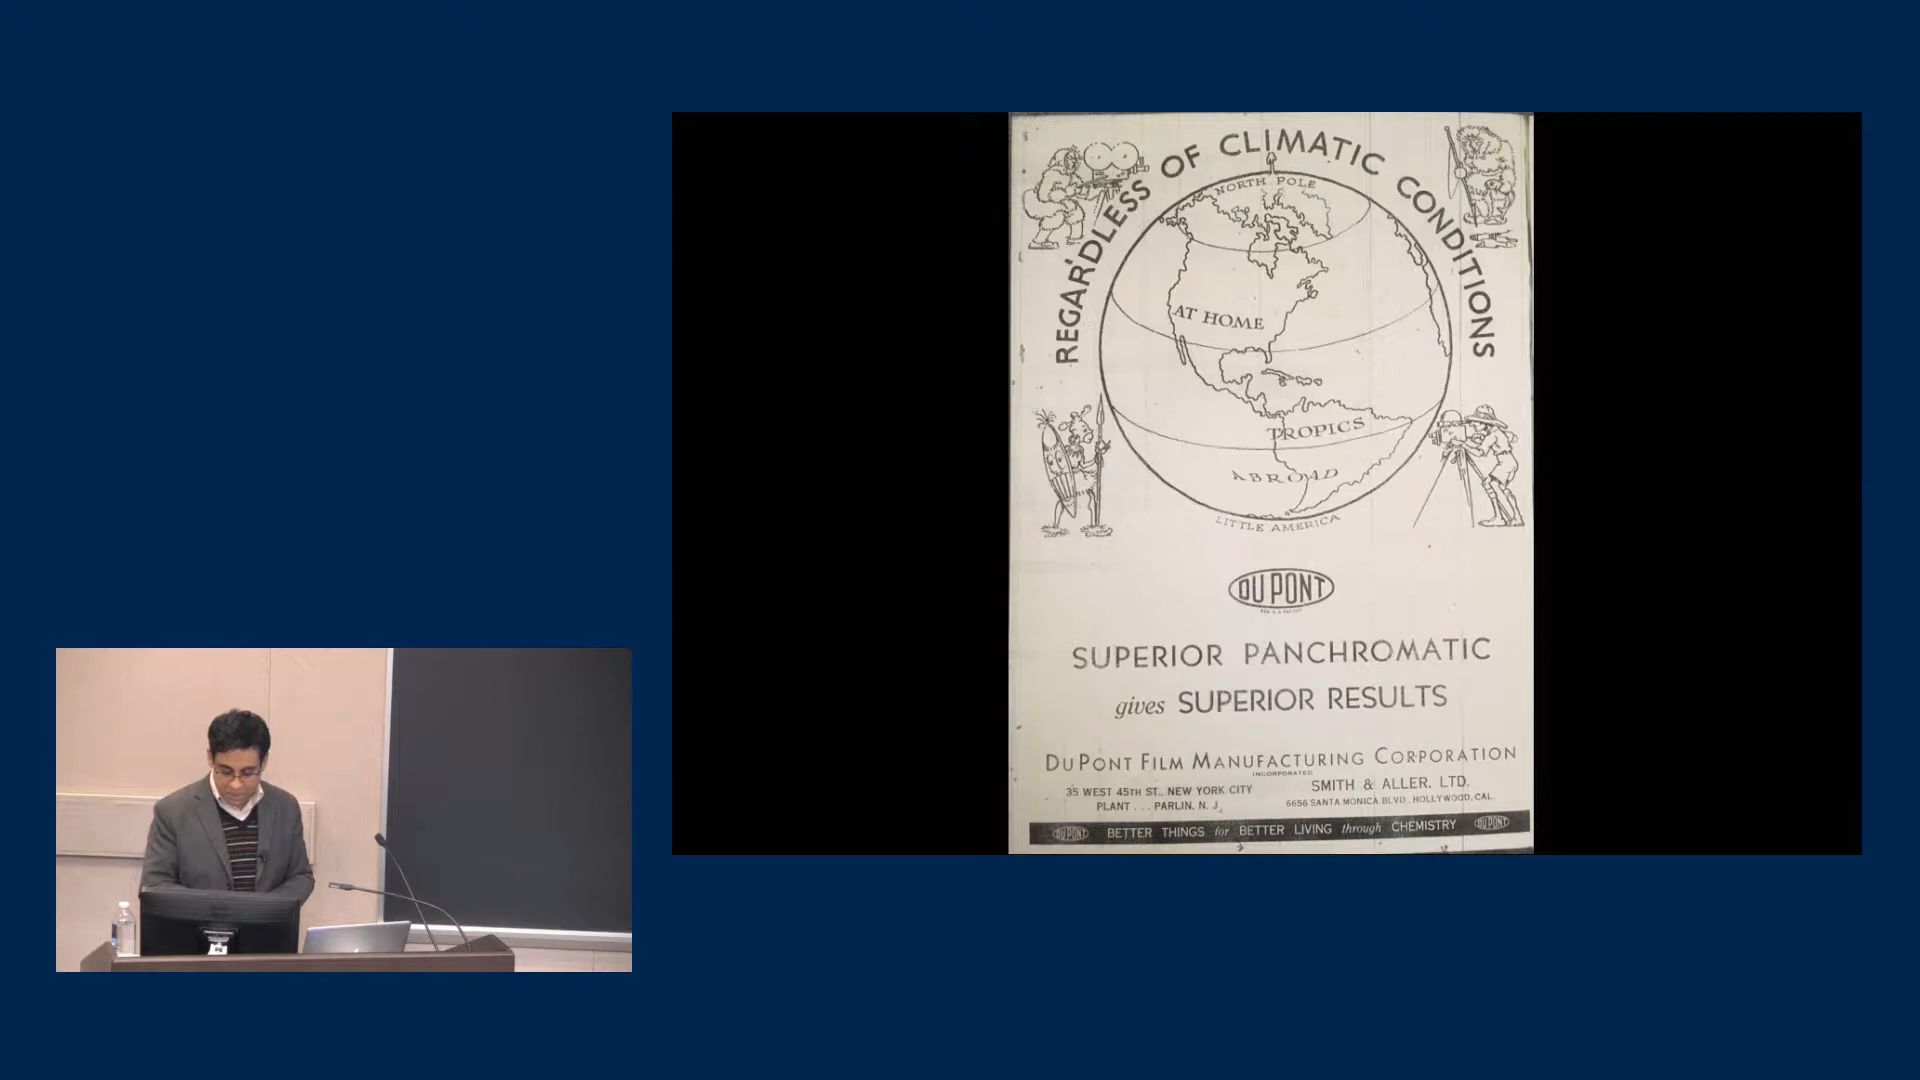 REGARDLESS OF CLIMATIC CONDITIONS
NORTH POLE
AT HOME
TROPICS
ABROAD
LITTLE AMERICA
DU PONT
SUPERIOR PANCHROMATIC
gives SUPERIOR RESULTS
DUPONT FILM MANUFACTURING CORPORATION
INCORPORATED
35 WEST 45TH ST., NEW YORK CITY
PLANT . . . PARLIN, N. J.
SMITH & ALLER, LTD.
6656 SANTA MONICA BLVD. HOLLYWOOD, CAL.
DU PONT BETTER THINGS for BETTER LIVING through CHEMISTRY DU PONT